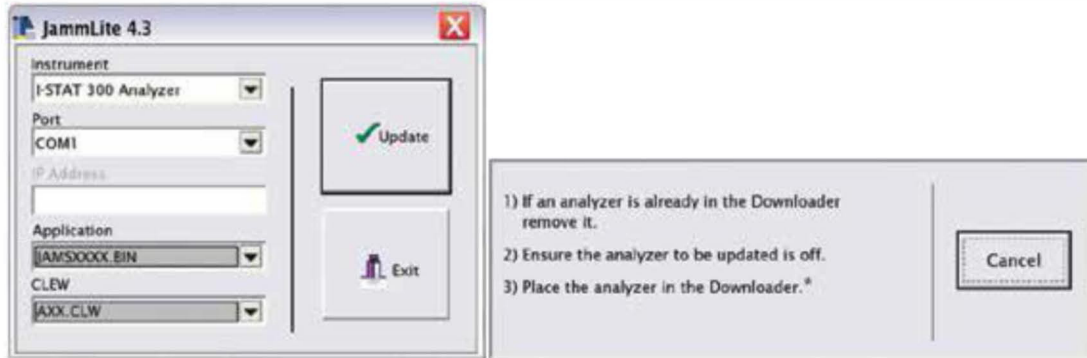 JammLite 4.3
Instrument
I-STAT 300 Analyzer
Port
COM1
IP Address
Application
JAMSXXXX.BIN
CLEW
AXX.CLW
Update
Exit
1) If an analyzer is already in the Downloader
remove it.
2) Ensure the analyzer to be updated is off.
3) Place the analyzer in the Downloader.*
Cancel